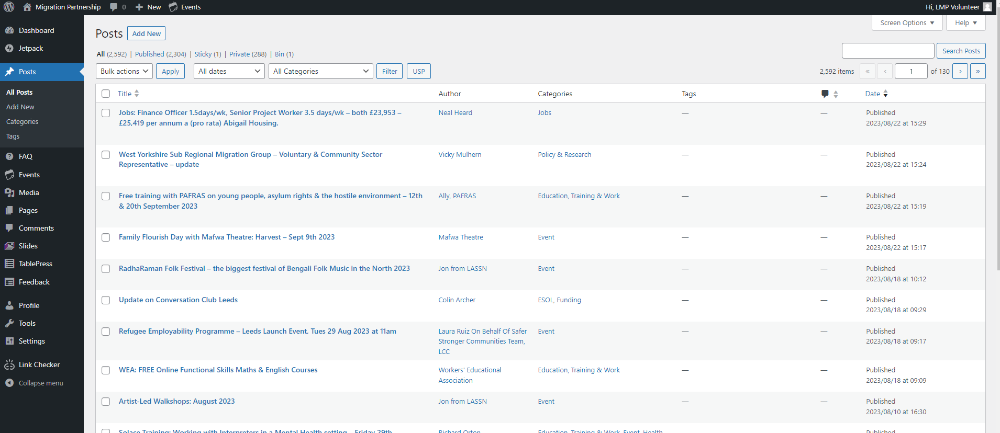 Migration Partnership 0 New Events Hi, LMP Volunteer
Screen Options Help
Dashboard
Jetpack
Posts
All Posts
Add New
Categories
Tags
FAQ
Events
Media
Pages
Comments
Slides
TablePress
Feedback
Profile
Tools
Settings
Link Checker
Collapse menu
Posts Add New
All (2,592) | Published (2,304) | Sticky (1) | Private (288) | Bin (1)
Search Posts
Bulk actions Apply All dates All Categories Filter USP 2,592 items « ‹ 1 of 130 › »
Title Author Categories Tags Date
Jobs: Finance Officer 1.5days/wk, Senior Project Worker 3.5 days/wk – both £23,953 – Neal Heard Jobs — — Published
£25,419 per annum a (pro rata) Abigail Housing. 2023/08/22 at 15:29
West Yorkshire Sub Regional Migration Group – Voluntary & Community Sector Vicky Mulhern Policy & Research — — Published
Representative – update 2023/08/22 at 15:24
Free training with PAFRAS on young people, asylum rights & the hostile environment – 12th Ally, PAFRAS Education, Training & Work — — Published
& 20th September 2023 2023/08/22 at 15:19
Family Flourish Day with Mafwa Theatre: Harvest – Sept 9th 2023 Mafwa Theatre Event — — Published
2023/08/22 at 15:17
RadhaRaman Folk Festival – the biggest festival of Bengali Folk Music in the North 2023 Jon from LASSN Event — — Published
2023/08/18 at 10:12
Update on Conversation Club Leeds Colin Archer ESOL, Funding — — Published
2023/08/18 at 09:29
Refugee Employability Programme – Leeds Launch Event, Tues 29 Aug 2023 at 11am Laura Ruiz On Behalf Of Safer Event — — Published
Stronger Communities Team, 2023/08/18 at 09:17
LCC
WEA: FREE Online Functional Skills Maths & English Courses Workers' Educational Education, Training & Work — — Published
Association 2023/08/18 at 09:09
Artist-Led Walkshops: August 2023 Jon from LASSN Event — — Published
2023/08/10 at 16:30
Solace Training: Working with Interpreters in a Mental Health setting – Friday 29th Richard Orton Education, Training & Work, Event, Health Published